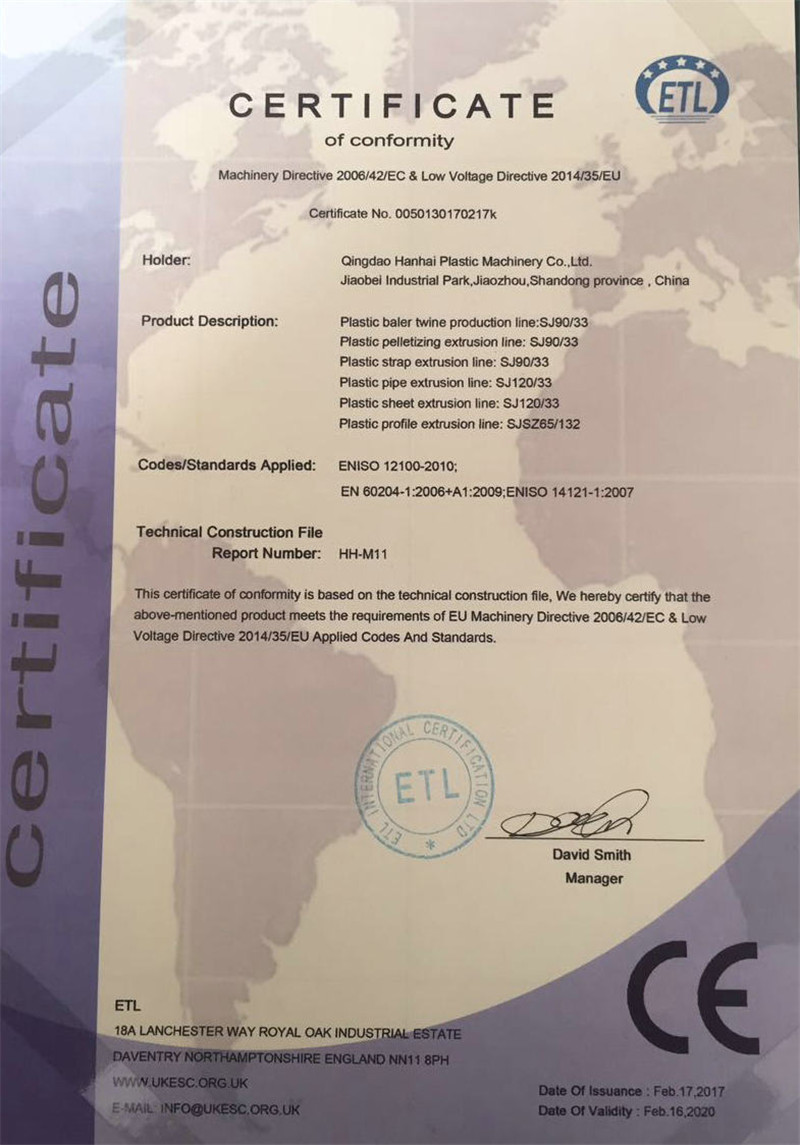 Certificate
ETL
CERTIFICATE
of conformity
Machinery Directive 2006/42/EC & Low Voltage Directive 2014/35/EU
Certificate No. 0050130170217k
Holder: Qingdao Hanhai Plastic Machinery Co.,Ltd.
Jiaobei Industrial Park,Jiaozhou,Shandong province , China
Product Description: Plastic baler twine production line:SJ90/33
Plastic pelletizing extrusion line: SJ90/33
Plastic strap extrusion line: SJ90/33
Plastic pipe extrusion line: SJ120/33
Plastic sheet extrusion line: SJ120/33
Plastic profile extrusion line: SJSZ65/132
Codes/Standards Applied: ENISO 12100-2010;
EN 60204-1:2006+A1:2009;ENISO 14121-1:2007
Technical Construction File
Report Number: HH-M11
This certificate of conformity is based on the technical construction file, We hereby certify that the
above-mentioned product meets the requirements of EU Machinery Directive 2006/42/EC & Low
Voltage Directive 2014/35/EU Applied Codes And Standards.
ETL INTERNATIONAL CERTIFICATION LTD
ETL
*
David Smith
Manager
CE
ETL
18A LANCHESTER WAY ROYAL OAK INDUSTRIAL ESTATE
DAVENTRY NORTHAMPTONSHIRE ENGLAND NN11 8PH
WWW.UKESC.ORG.UK
E-MAIL: INFO@UKESC.ORG.UK
Date Of Issuance : Feb.17,2017
Date Of Validity : Feb.16,2020